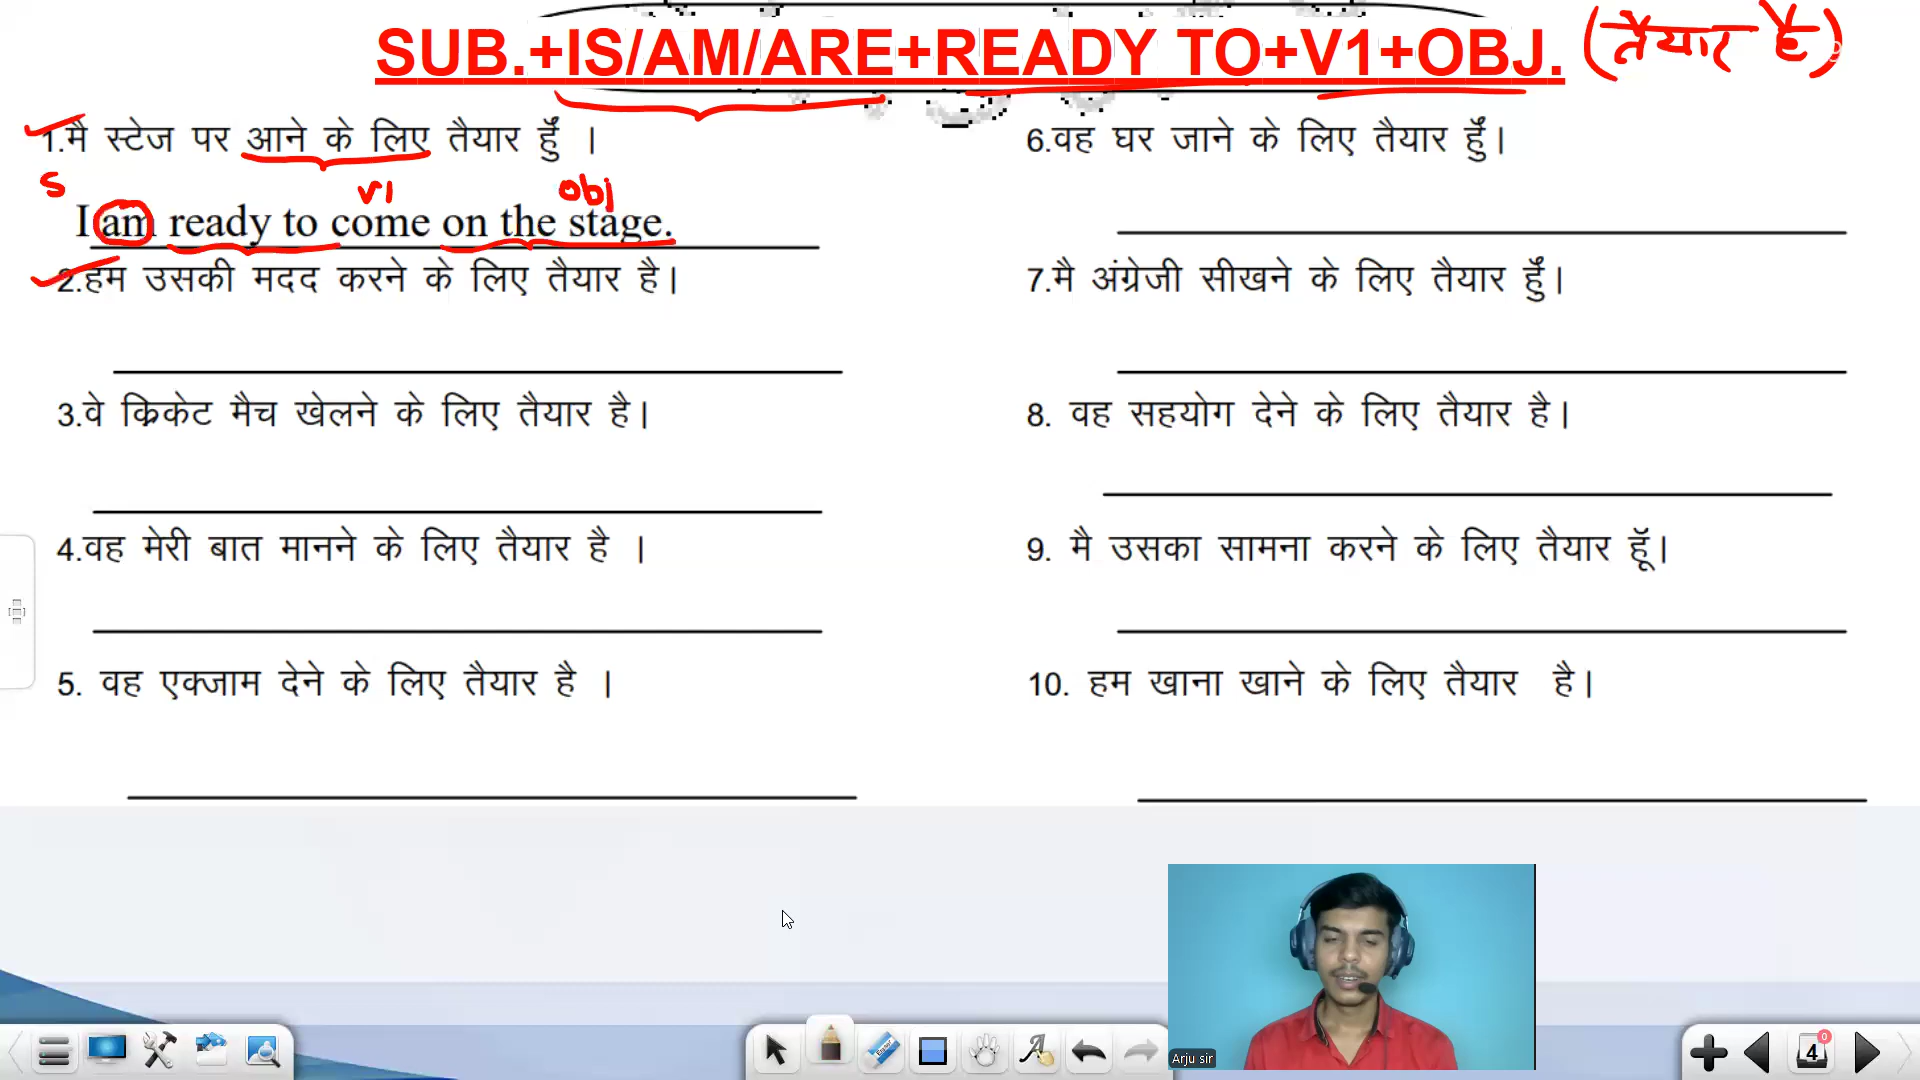 SUB.+IS/AM/ARE+READY TO+V1+OBJ. (तैयार है)
1.मै स्टेज पर आने के लिए तैयार हुँ ।
S v1 obj
I am ready to come on the stage.
2.हम उसकी मदद करने के लिए तैयार है।
3.वे क्रिकेट मैच खेलने के लिए तैयार है।
4.वह मेरी बात मानने के लिए तैयार है ।
5. वह एक्जाम देने के लिए तैयार है ।
6.वह घर जाने के लिए तैयार हुँ।
7.मै अंग्रेजी सीखने के लिए तैयार हुँ।
8. वह सहयोग देने के लिए तैयार है।
9. मै उसका सामना करने के लिए तैयार हूॅ।
10. हम खाना खाने के लिए तैयार है।
Arju sir
Eraser
A
4
0